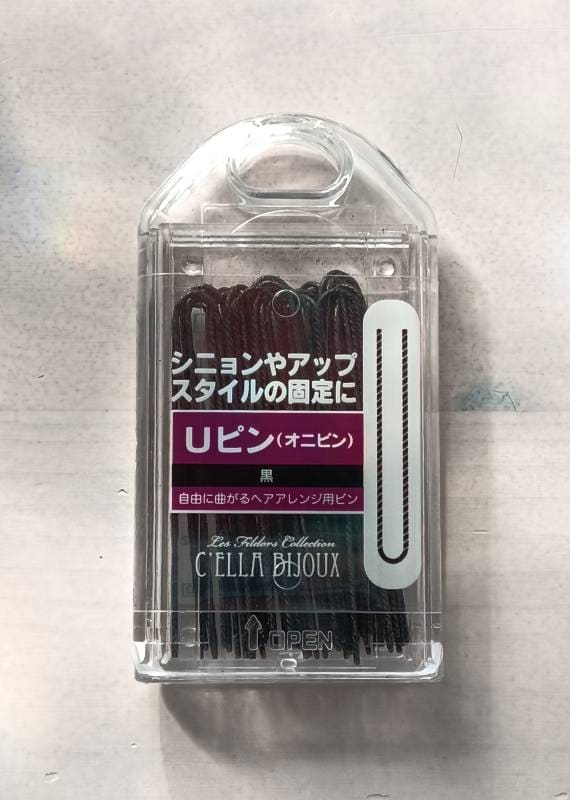 シニョンやアップ
スタイルの固定に
Uピン(オニピン)
黒
自由に曲がるヘアアレンジ用ピン
Les Fildors Collection
C'ELLA BIJOUX
OPEN